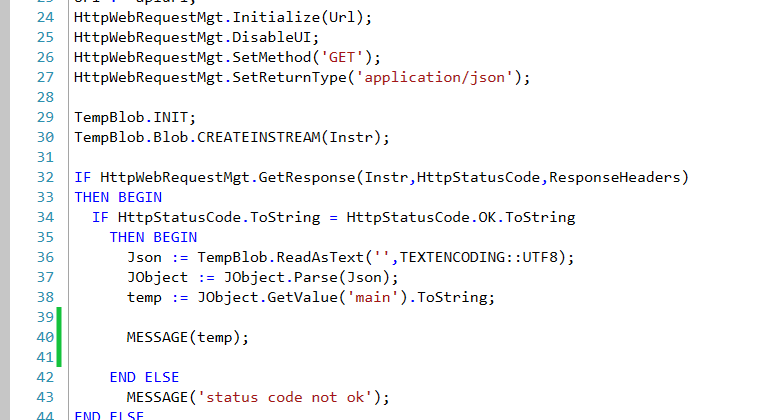 23 Url := apiurl;
24 HttpWebRequestMgt.Initialize(Url);
25 HttpWebRequestMgt.DisableUI;
26 HttpWebRequestMgt.SetMethod('GET');
27 HttpWebRequestMgt.SetReturnType('application/json');
28
29 TempBlob.INIT;
30 TempBlob.Blob.CREATEINSTREAM(Instr);
31
32 IF HttpWebRequestMgt.GetResponse(Instr,HttpStatusCode,ResponseHeaders)
33 THEN BEGIN
34 IF HttpStatusCode.ToString = HttpStatusCode.OK.ToString
35 THEN BEGIN
36 Json := TempBlob.ReadAsText('',TEXTENCODING::UTF8);
37 JObject := JObject.Parse(Json);
38 temp := JObject.GetValue('main').ToString;
39
40 MESSAGE(temp);
41
42 END ELSE
43 MESSAGE('status code not ok');
44 END ELSE